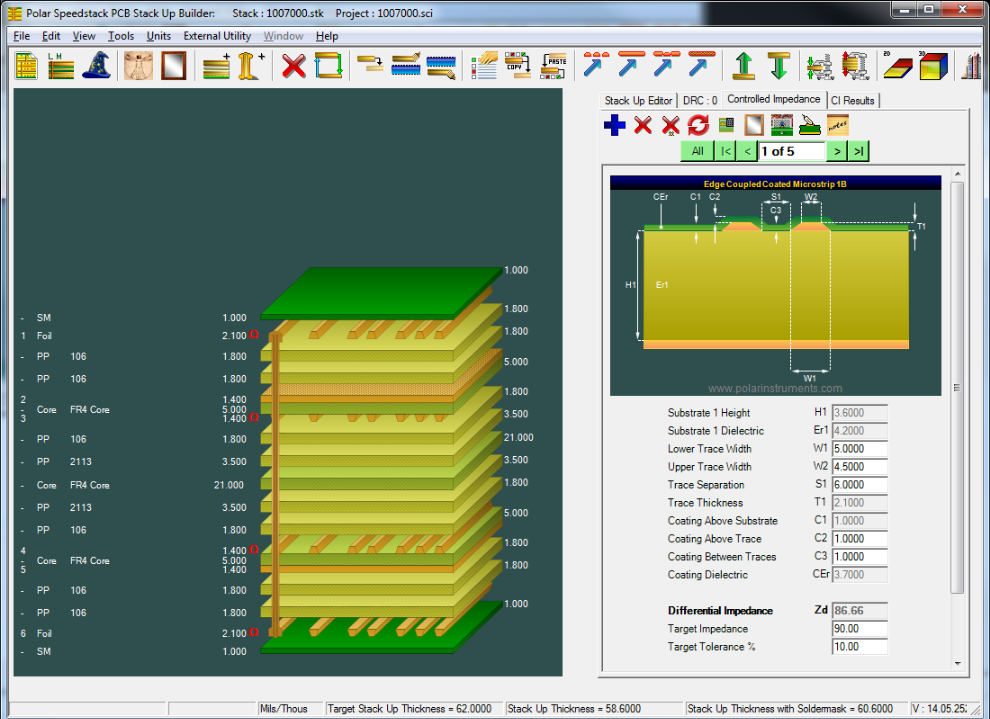 Polar Speedstack PCB Stack Up Builder: Stack : 1007000.stk Project : 1007000.sci
File Edit View Tools Units External Utility Window Help
L H
COPY
PASTE
2D
3D
Stack Up Editor DRC : 0 Controlled Impedance CI Results
notes
All |< < 1 of 5 > >|
Edge Coupled Coated Microstrip 1B
CEr C1 C2 S1 W2
C3
T1
H1 Er1
W1
www.polarinstruments.com
Substrate 1 Height H1 3.6000
Substrate 1 Dielectric Er1 4.2000
Lower Trace Width W1 5.0000
Upper Trace Width W2 4.5000
Trace Separation S1 6.0000
Trace Thickness T1 2.1000
Coating Above Substrate C1 1.0000
Coating Above Trace C2 1.0000
Coating Between Traces C3 1.0000
Coating Dielectric CEr 3.7000
Differential Impedance Zd 86.66
Target Impedance 90.00
Target Tolerance % 10.00
- SM 1.000
1 Foil 2.100 Ω
- PP 106 1.800
- PP 106 1.800
2 1.400
- Core FR4 Core 5.000
3 1.400 Ω
- PP 106 1.800
- PP 2113 3.500
- Core FR4 Core 21.000
- PP 2113 3.500
- PP 106 1.800
4 1.400 Ω
- Core FR4 Core 5.000
5 1.400
- PP 106 1.800
- PP 106 1.800
6 Foil 2.100 Ω
- SM 1.000
1.000
1.800
1.800
5.000
1.800
3.500
21.000
3.500
1.800
5.000
1.800
1.800
1.000
Mils/Thous Target Stack Up Thickness = 62.0000 Stack Up Thickness = 58.6000 Stack Up Thickness with Soldermask = 60.6000 V : 14.05.25